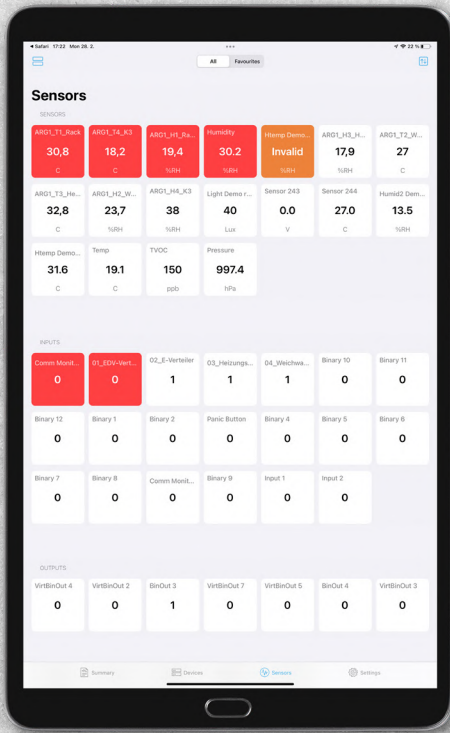 ◂ Safari 17:22 Mon 28. 2.
22 %
All Favourites
Sensors
SENSORS
ARG1_T1_Rack ARG1_T4_K3 ARG1_H1_Ra... Humidity Htemp Demo... ARG1_H3_H... ARG1_T2_W...
30,8 18,2 19,4 30.2 Invalid 17,9 27
C C %RH %RH %RH %RH C
ARG1_T3_He... ARG1_H2_W... ARG1_H4_K3 Light Demo r... Sensor 243 Sensor 244 Humid2 Dem...
32,8 23,7 38 40 0.0 27.0 13.5
C %RH %RH Lux V C %RH
Htemp Demo... Temp TVOC Pressure
31.6 19.1 150 997.4
C C ppb hPa
INPUTS
Comm Monit... 01_EDV-Vert... 02_E-Verteiler 03_Heizungs... 04_Weichwa... Binary 10 Binary 11
0 0 1 1 1 0 0
Binary 12 Binary 1 Binary 2 Panic Button Binary 4 Binary 5 Binary 6
0 0 0 0 0 0 0
Binary 7 Binary 8 Comm Monit... Binary 9 Input 1 Input 2
0 0 0 0 0 0
OUTPUTS
VirtBinOut 4 VirtBinOut 2 BinOut 3 VirtBinOut 7 VirtBinOut 5 BinOut 4 VirtBinOut 3
0 0 1 0 0 0 0
Summary Devices Sensors Settings